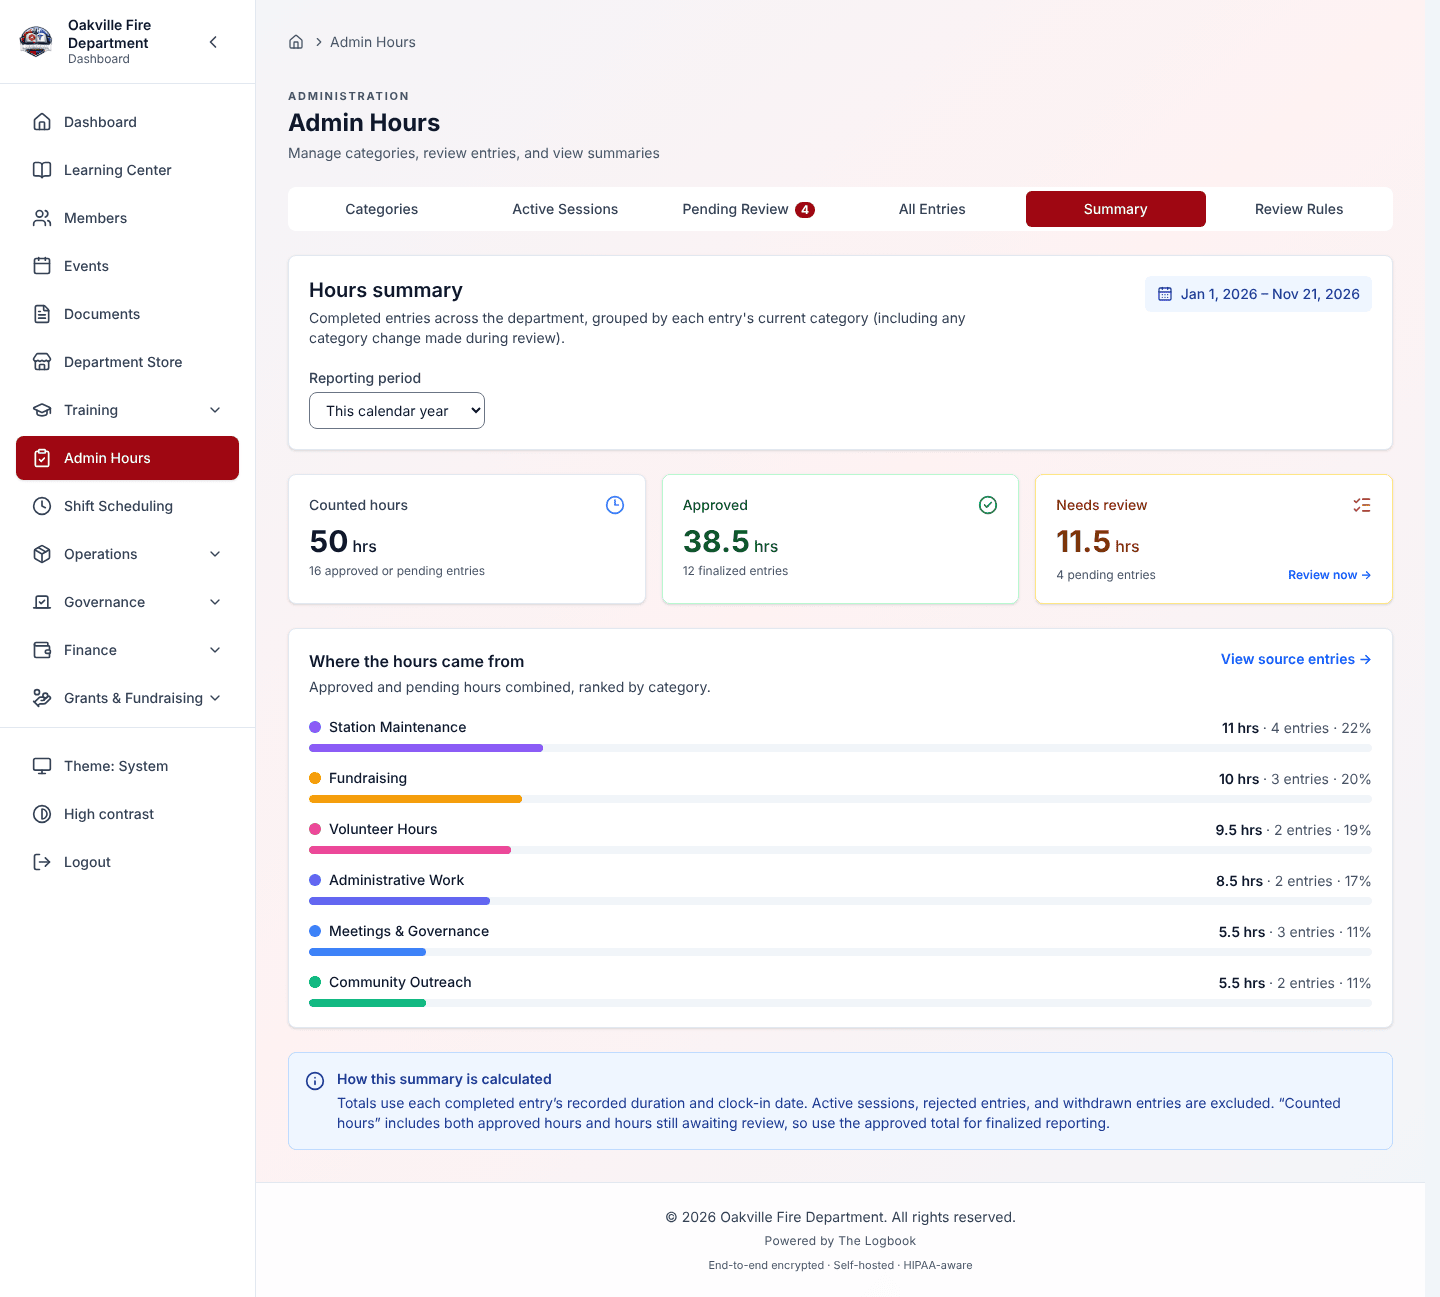 Oakville Fire
Department
Dashboard
Dashboard
Learning Center
Members
Events
Documents
Department Store
Training
Admin Hours
Shift Scheduling
Operations
Governance
Finance
Grants & Fundraising
Theme: System
High contrast
Logout
Admin Hours
ADMINISTRATION
Admin Hours
Manage categories, review entries, and view summaries
Categories
Active Sessions
Pending Review 4
All Entries
Summary
Review Rules
Hours summary
Jan 1, 2026 – Nov 21, 2026
Completed entries across the department, grouped by each entry's current category (including any
category change made during review).
Reporting period
This calendar year
Counted hours
50 hrs
16 approved or pending entries
Approved
38.5 hrs
12 finalized entries
Needs review
11.5 hrs
4 pending entries
Review now →
Where the hours came from
View source entries →
Approved and pending hours combined, ranked by category.
Station Maintenance
11 hrs · 4 entries · 22%
Fundraising
10 hrs · 3 entries · 20%
Volunteer Hours
9.5 hrs · 2 entries · 19%
Administrative Work
8.5 hrs · 2 entries · 17%
Meetings & Governance
5.5 hrs · 3 entries · 11%
Community Outreach
5.5 hrs · 2 entries · 11%
How this summary is calculated
Totals use each completed entry’s recorded duration and clock-in date. Active sessions, rejected entries, and withdrawn entries are excluded. “Counted
hours” includes both approved hours and hours still awaiting review, so use the approved total for finalized reporting.
© 2026 Oakville Fire Department. All rights reserved.
Powered by The Logbook
End-to-end encrypted · Self-hosted · HIPAA-aware